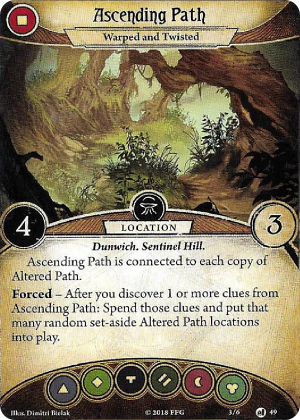 Ascending Path
Warped and Twisted
4
LOCATION
3
Dunwich. Sentinel Hill.
Ascending Path is connected to each copy of
Altered Path.
Forced – After you discover 1 or more clues from
Ascending Path: Spend those clues and put that
many random set-aside Altered Path locations
into play.
Illus. Dimitri Bielak
© 2018 FFG
3/6
49